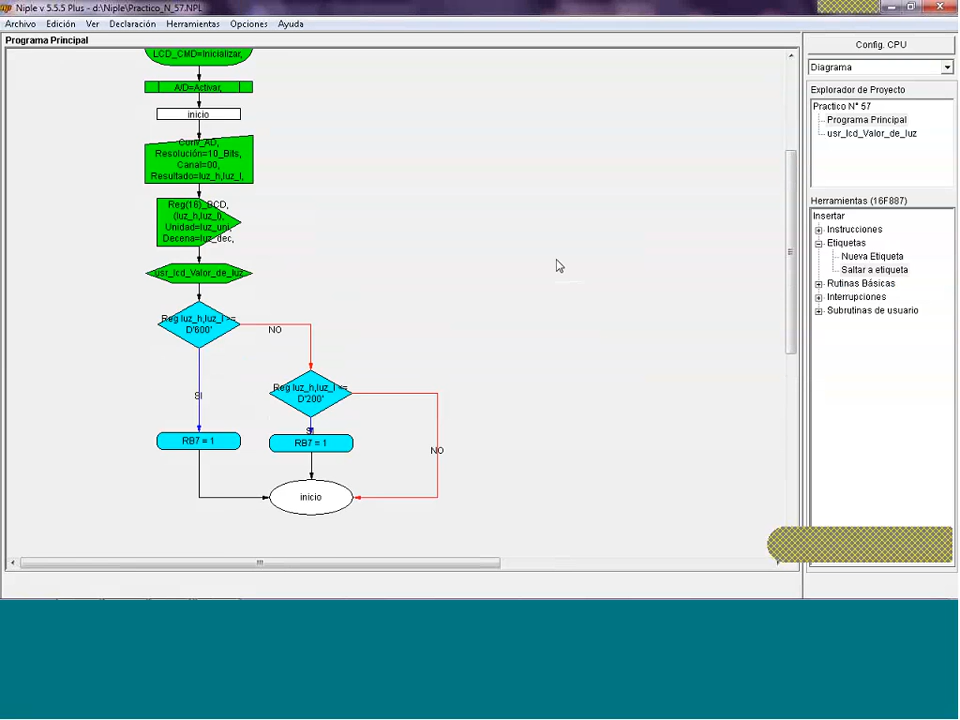 Niple v 5.5.5 Plus - d:\Niple\Practico_N_57.NPL
Archivo Edición Ver Declaración Herramientas Opciones Ayuda
Programa Principal
LCD_CMD=Inicializar,
A/D=Activar,
inicio
Conv_AD,
Resolución=10_Bits,
Canal=00,
Resultado=luz_h,luz_l,
Reg(16)_BCD,
(luz_h,luz_l),
Unidad=luz_uni,
Decena=luz_dec,
usr_lcd_Valor_de_luz
Reg luz_h,luz_l >=
D'600'
NO
SI
Reg luz_h,luz_l <=
D'200'
SI
NO
RB7 = 1
RB7 = 1
inicio
Config. CPU
Diagrama
Explorador de Proyecto
Practico N° 57
Programa Principal
usr_lcd_Valor_de_luz
Herramientas (16F887)
Insertar
Instrucciones
Etiquetas
Nueva Etiqueta
Saltar a etiqueta
Rutinas Básicas
Interrupciones
Subrutinas de usuario